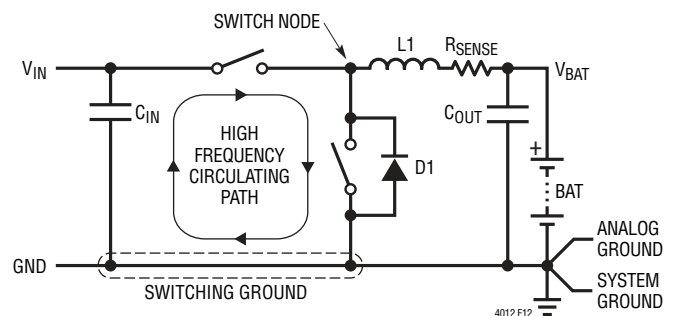 SWITCH NODE
L1
RSENSE
VIN
VBAT
CIN
COUT
HIGH
FREQUENCY
CIRCULATING
PATH
D1
+
BAT
ANALOG
GROUND
GND
SYSTEM
GROUND
SWITCHING GROUND
4012 F12